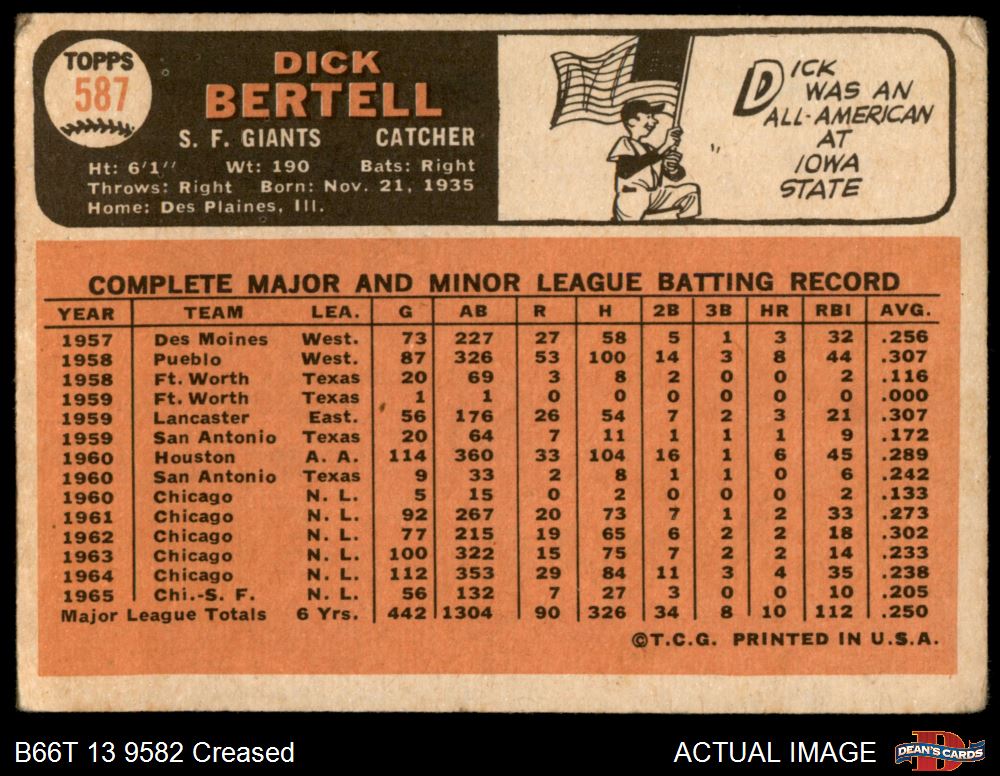 TOPPS
587
DICK
BERTELL
S. F. GIANTS CATCHER
Ht: 6'1" Wt: 190 Bats: Right
Throws: Right Born: Nov. 21, 1935
Home: Des Plaines, Ill.
DICK
WAS AN
ALL-AMERICAN
AT
IOWA
STATE
COMPLETE MAJOR AND MINOR LEAGUE BATTING RECORD
YEAR TEAM LEA. G AB R H 2B 3B HR RBI AVG.
1957 Des Moines West. 73 227 27 58 5 1 3 32 .256
1958 Pueblo West. 87 326 53 100 14 3 8 44 .307
1958 Ft. Worth Texas 20 69 3 8 2 0 0 2 .116
1959 Ft. Worth Texas 1 1 0 0 0 0 0 0 .000
1959 Lancaster East. 56 176 26 54 7 2 3 21 .307
1959 San Antonio Texas 20 64 7 11 1 1 1 9 .172
1960 Houston A. A. 114 360 33 104 16 1 6 45 .289
1960 San Antonio Texas 9 33 2 8 1 1 0 6 .242
1960 Chicago N. L. 5 15 0 2 0 0 0 2 .133
1961 Chicago N. L. 92 267 20 73 7 1 2 33 .273
1962 Chicago N. L. 77 215 19 65 6 2 2 18 .302
1963 Chicago N. L. 100 322 15 75 7 2 2 14 .233
1964 Chicago N. L. 112 353 29 84 11 3 4 35 .238
1965 Chi.-S. F. N. L. 56 132 7 27 3 0 0 10 .205
Major League Totals 6 Yrs. 442 1304 90 326 34 8 10 112 .250
©T.C.G. PRINTED IN U.S.A.
B66T 13 9582 Creased
ACTUAL IMAGE
DEAN'S CARDS